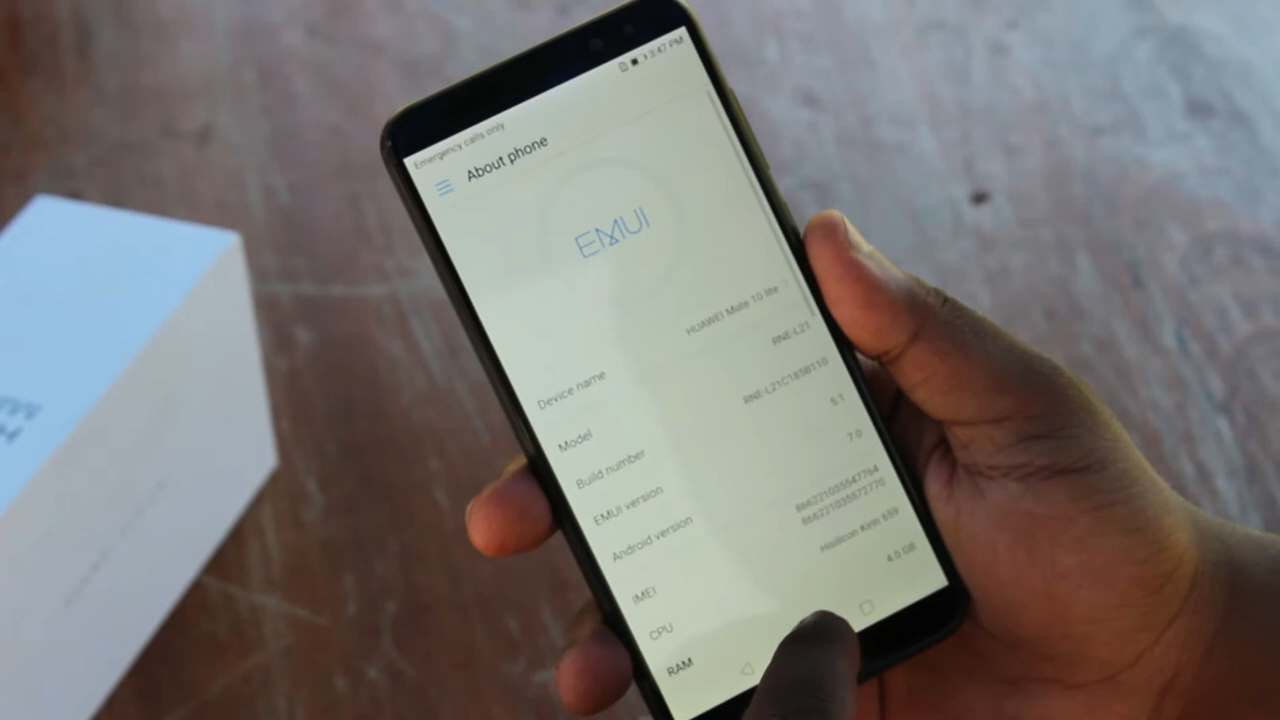 3:47 PM
Emergency calls only
About phone
EMUI
Device name HUAWEI Mate 10 lite
Model RNE-L21
Build number RNE-L21C185B110
EMUI version 5.1
Android version 7.0
IMEI 866221035547764
866221035572770
CPU Hisilicon Kirin 659
RAM 4.0 GB